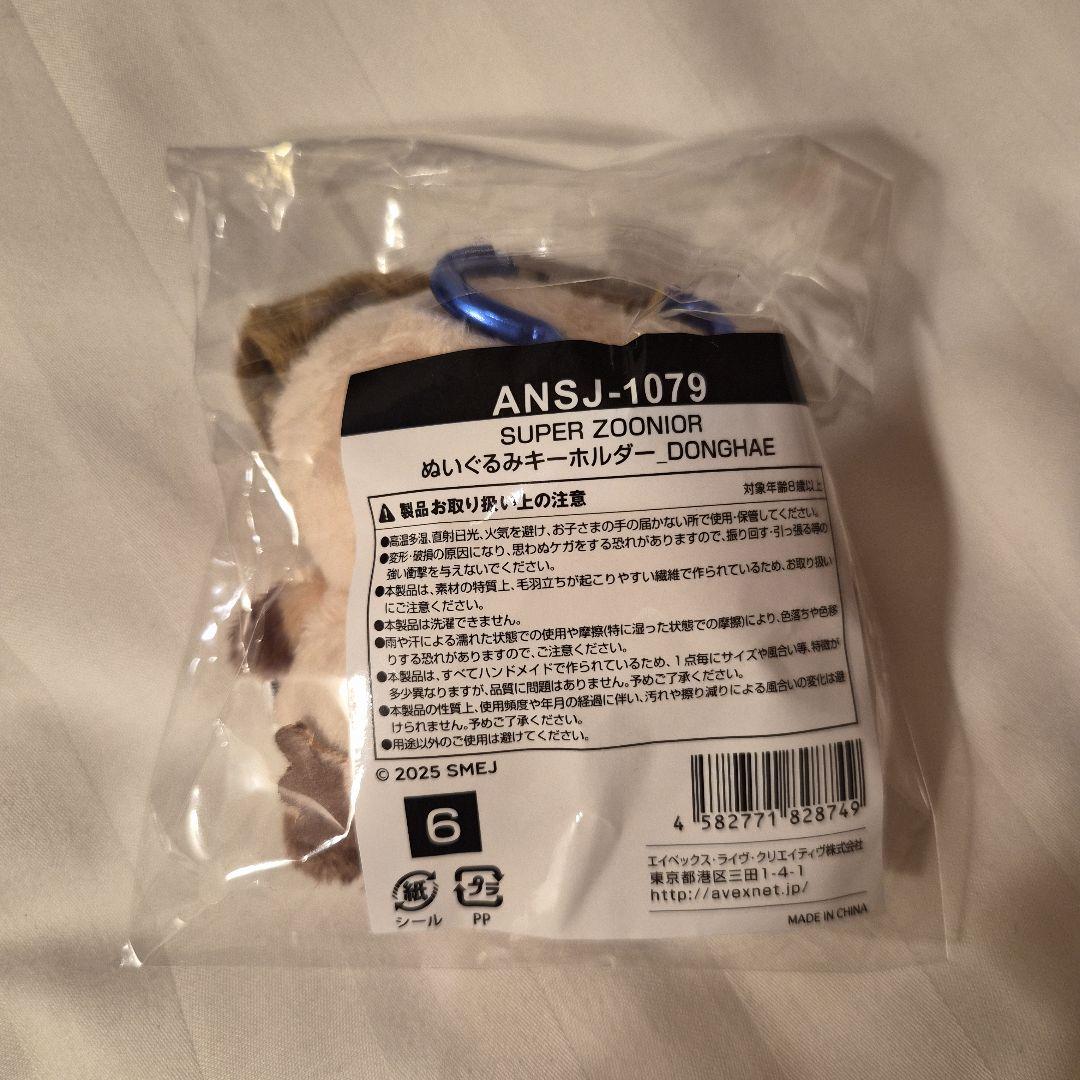 ANSJ-1079
SUPER ZOONIOR
ぬいぐるみキーホルダー_DONGHAE
製品お取り扱い上の注意 対象年齢8歳以上
●高温多湿、直射日光、火気を避け、お子さまの手の届かない所で使用・保管してください。
●変形・破損の原因になり、思わぬケガをする恐れがありますので、振り回す・引っ張る等の
強い衝撃を与えないでください。
●本製品は、素材の特質上、毛羽立ちが起こりやすい繊維で作られているため、お取り扱い
にご注意ください。
●本製品は洗濯できません。
●雨や汗による濡れた状態での使用や摩擦(特に湿った状態での摩擦)により、色落ちや色移
りする恐れがありますので、ご注意ください。
●本製品は、すべてハンドメイドで作られているため、1点毎にサイズや風合い等、特徴が
多少異なりますが、品質に問題はありません。予めご了承ください。
●本製品の性質上、使用頻度や年月の経過に伴い、汚れや擦り減りによる風合いの変化は避
けられません。予めご了承ください。
●用途以外のご使用は避けてください。
© 2025 SMEJ
6
4 582771 828749
エイベックス・ライヴ・クリエイティヴ株式会社
東京都港区三田1-4-1
http://avexnet.jp/
紙 プラ
シール PP
MADE IN CHINA